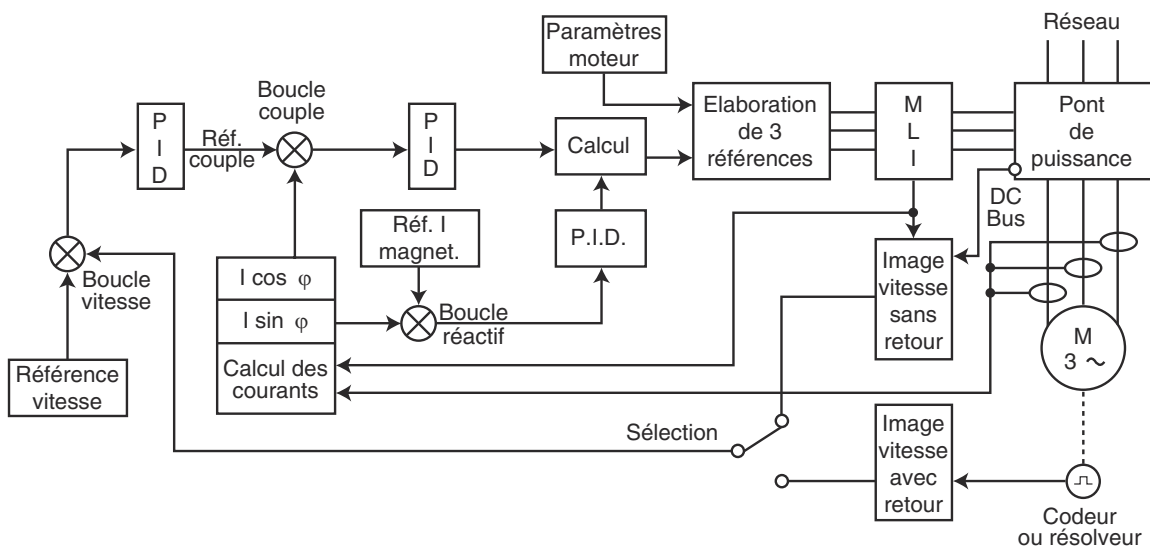 Réseau
Paramètres
moteur
Boucle
couple
P
I
D
Réf.
couple
P
I
D
Calcul
Elaboration
de 3
références
M
L
I
Pont
de
puissance
DC
Bus
Réf. I
magnet.
P.I.D.
Boucle
vitesse
I cos φ
I sin φ
Calcul des
courants
Boucle
réactif
Image
vitesse
sans
retour
M
3 ~
Référence
vitesse
Sélection
Image
vitesse
avec
retour
Codeur
ou résolveur